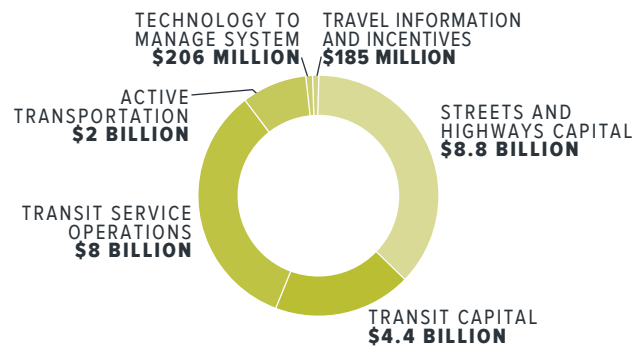 TECHNOLOGY TO
MANAGE SYSTEM
$206 MILLION
TRAVEL INFORMATION
AND INCENTIVES
$185 MILLION
ACTIVE
TRANSPORTATION
$2 BILLION
STREETS AND
HIGHWAYS CAPITAL
$8.8 BILLION
TRANSIT SERVICE
OPERATIONS
$8 BILLION
TRANSIT CAPITAL
$4.4 BILLION